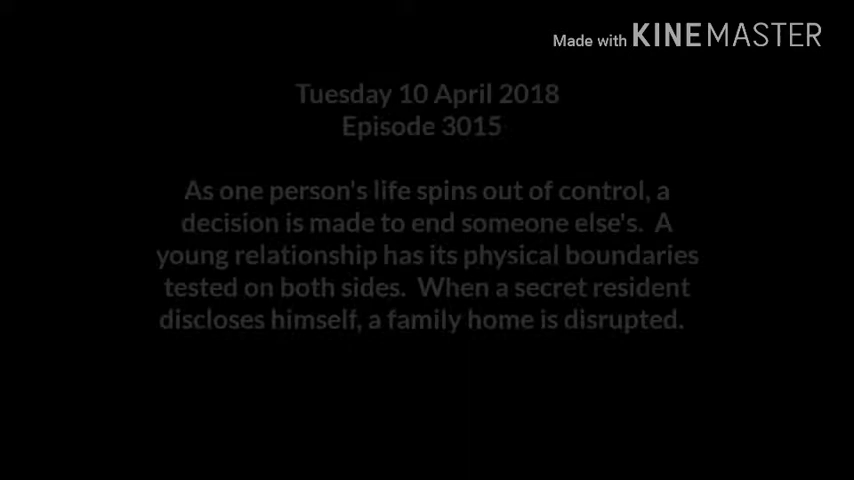 Made with KINEMASTER
Tuesday 10 April 2018
Episode 3015
As one person's life spins out of control, a
decision is made to end someone else's.  A
young relationship has its physical boundaries
tested on both sides.  When a secret resident
discloses himself, a family home is disrupted.